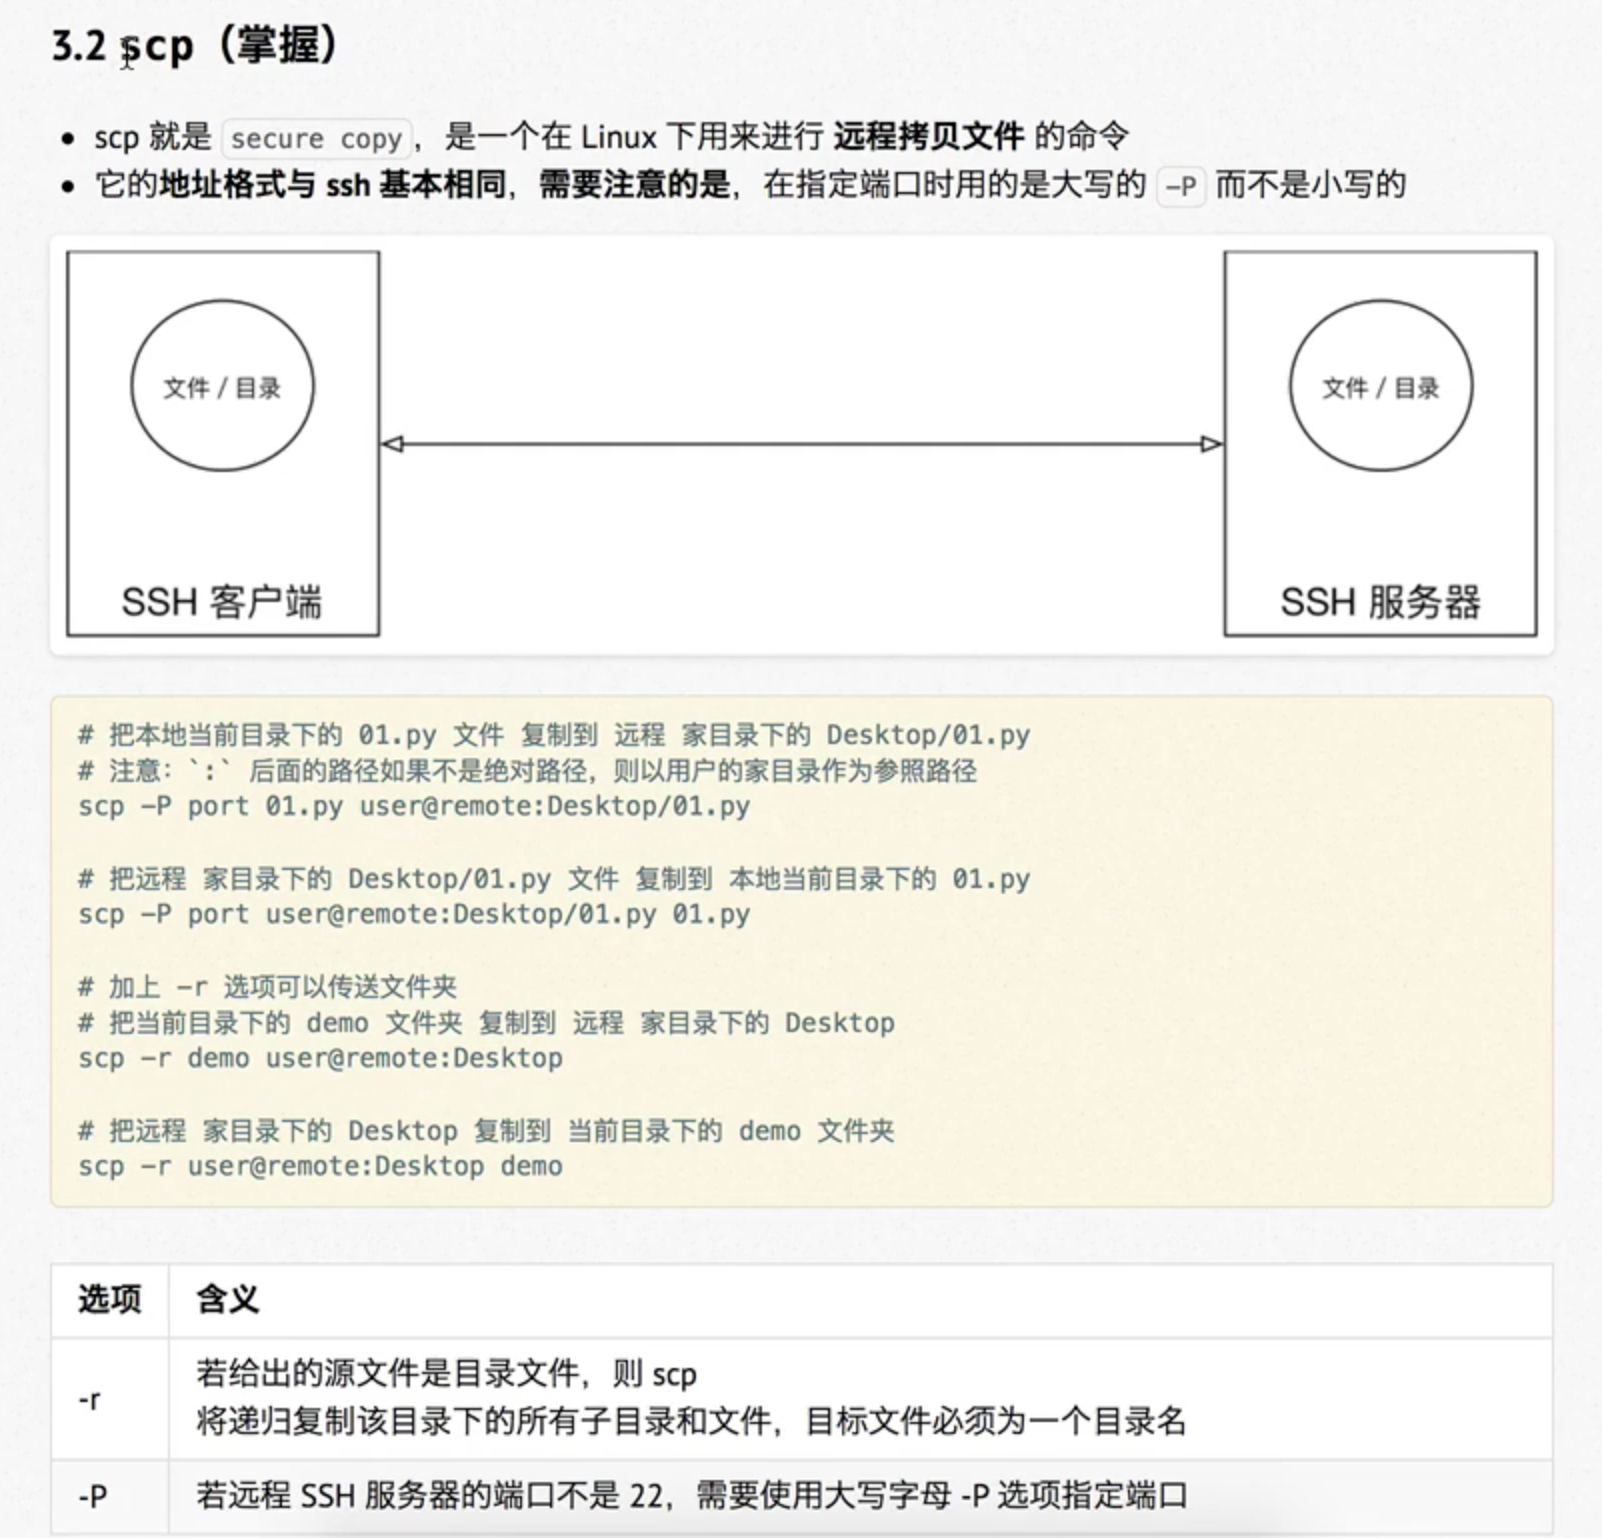 3.2 scp（掌握）
scp 就是 secure copy，是一个在 Linux 下用来进行 远程拷贝文件 的命令
它的地址格式与 ssh 基本相同，需要注意的是，在指定端口时用的是大写的 -P 而不是小写的
文件 / 目录
文件 / 目录
SSH 客户端
SSH 服务器
# 把本地当前目录下的 01.py 文件 复制到 远程 家目录下的 Desktop/01.py
# 注意：`:` 后面的路径如果不是绝对路径，则以用户的家目录作为参照路径
scp -P port 01.py user@remote:Desktop/01.py
# 把远程 家目录下的 Desktop/01.py 文件 复制到 本地当前目录下的 01.py
scp -P port user@remote:Desktop/01.py 01.py
# 加上 -r 选项可以传送文件夹
# 把当前目录下的 demo 文件夹 复制到 远程 家目录下的 Desktop
scp -r demo user@remote:Desktop
# 把远程 家目录下的 Desktop 复制到 当前目录下的 demo 文件夹
scp -r user@remote:Desktop demo
选项 含义
-r 若给出的源文件是目录文件，则 scp
将递归复制该目录下的所有子目录和文件，目标文件必须为一个目录名
-P 若远程 SSH 服务器的端口不是 22，需要使用大写字母 -P 选项指定端口